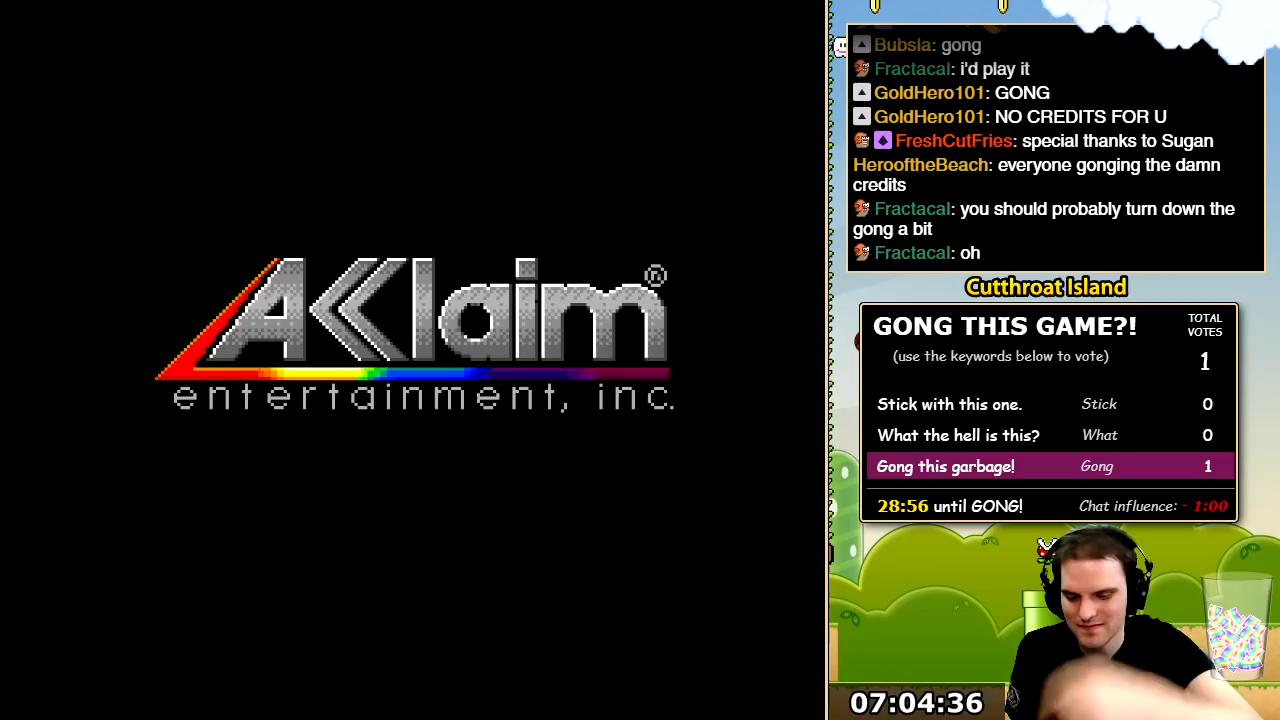 AKKlaim®
entertainment, inc.
Bubsla: gong
Fractacal: i'd play it
GoldHero101: GONG
GoldHero101: NO CREDITS FOR U
FreshCutFries: special thanks to Sugan
HerooftheBeach: everyone gonging the damn
credits
Fractacal: you should probably turn down the
gong a bit
Fractacal: oh
Cutthroat Island
GONG THIS GAME?! TOTAL
VOTES
(use the keywords below to vote) 1
Stick with this one. Stick 0
What the hell is this? What 0
Gong this garbage! Gong 1
28:56 until GONG! Chat influence: - 1:00
07:04:36